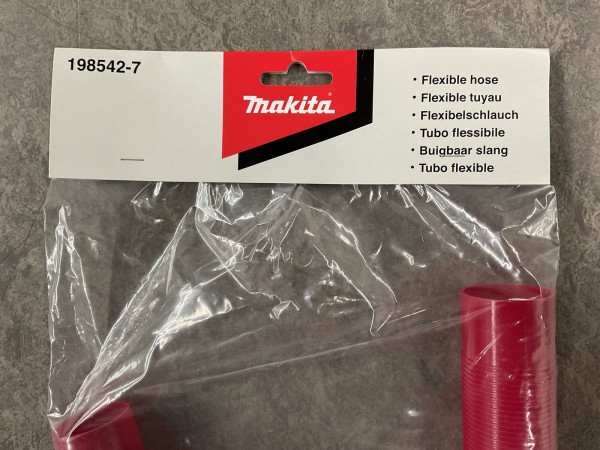 198542-7
makita
• Flexible hose
• Flexible tuyau
• Flexibelschlauch
• Tubo flessibile
• Buigbaar slang
• Tubo flexible